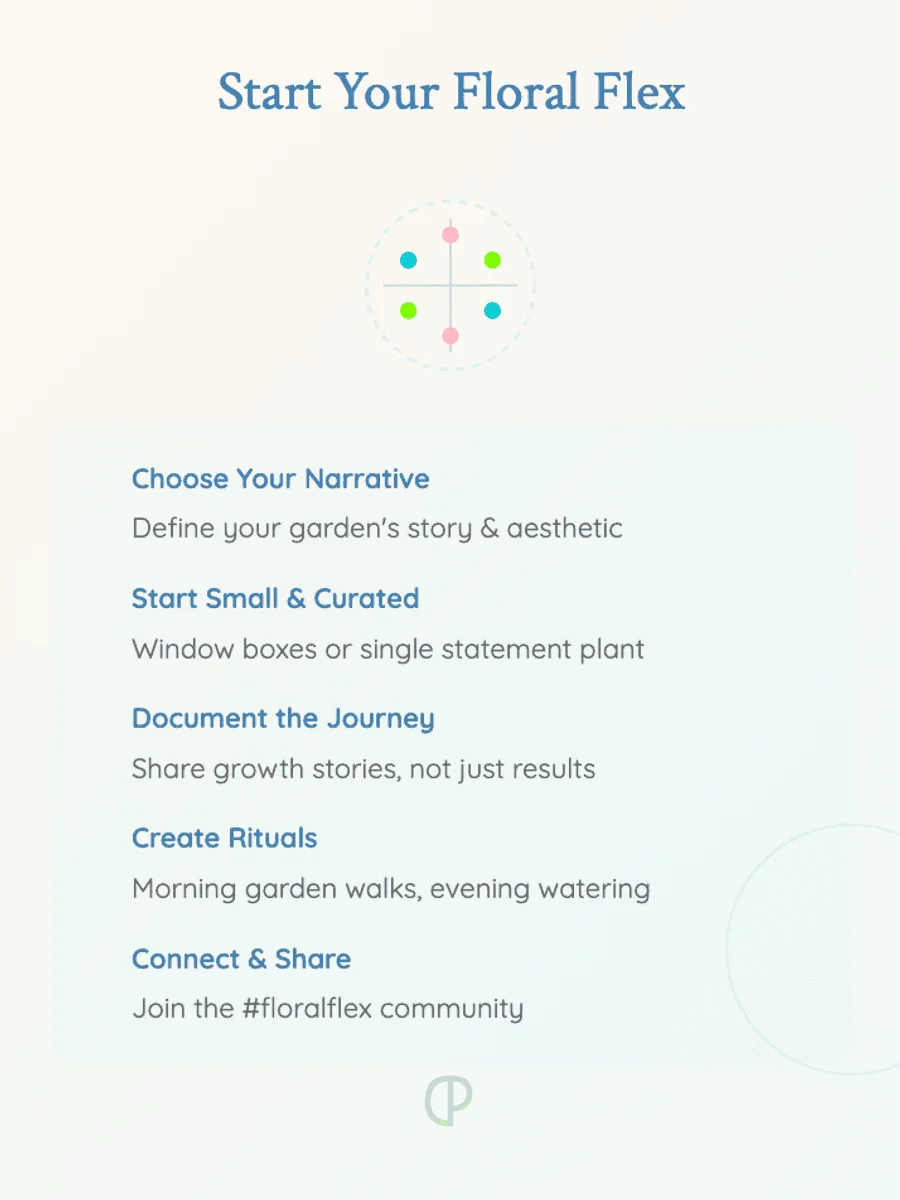 Start Your Floral Flex
Choose Your Narrative
Define your garden's story & aesthetic
Start Small & Curated
Window boxes or single statement plant
Document the Journey
Share growth stories, not just results
Create Rituals
Morning garden walks, evening watering
Connect & Share
Join the #floralflex community